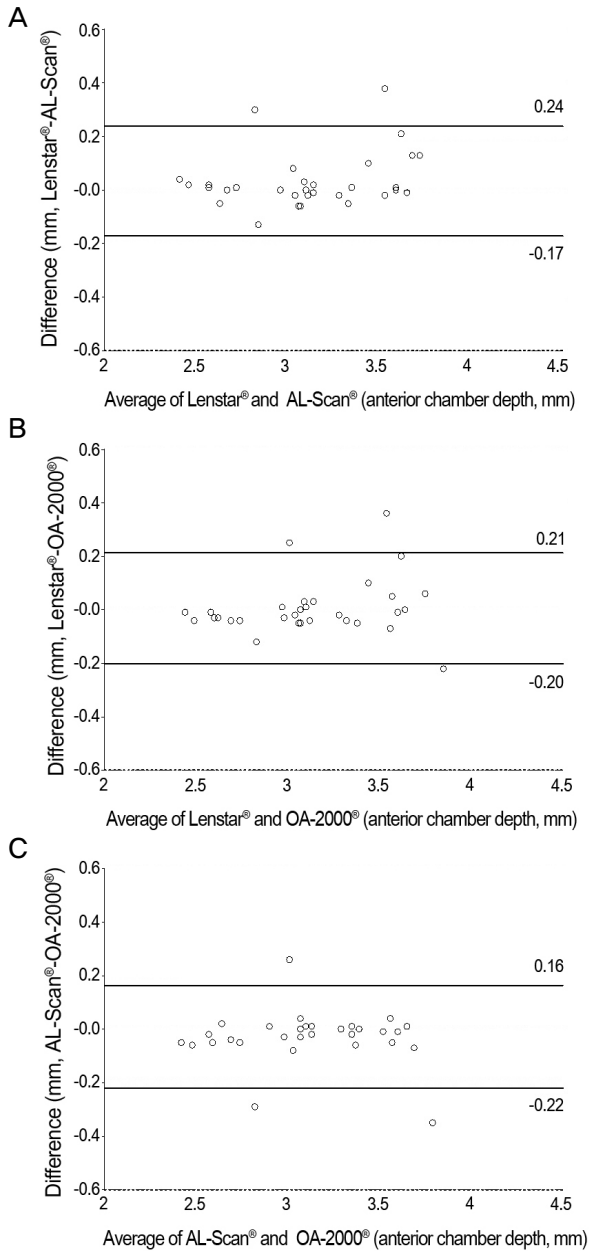 A
Difference (mm, Lenstar®-AL-Scan®)
0.6
0.4
0.24
0.2
-0.0
-0.2
-0.17
-0.4
-0.6
2 2.5 3 3.5 4 4.5
Average of Lenstar® and AL-Scan® (anterior chamber depth, mm)
B
Difference (mm, Lenstar®-OA-2000®)
0.6
0.4
0.21
0.2
-0.0
-0.2
-0.20
-0.4
-0.6
2 2.5 3 3.5 4 4.5
Average of Lenstar® and OA-2000® (anterior chamber depth, mm)
C
Difference (mm, AL-Scan®-OA-2000®)
0.6
0.4
0.16
0.2
-0.0
-0.2
-0.22
-0.4
-0.6
2 2.5 3 3.5 4 4.5
Average of AL-Scan® and OA-2000® (anterior chamber depth, mm)